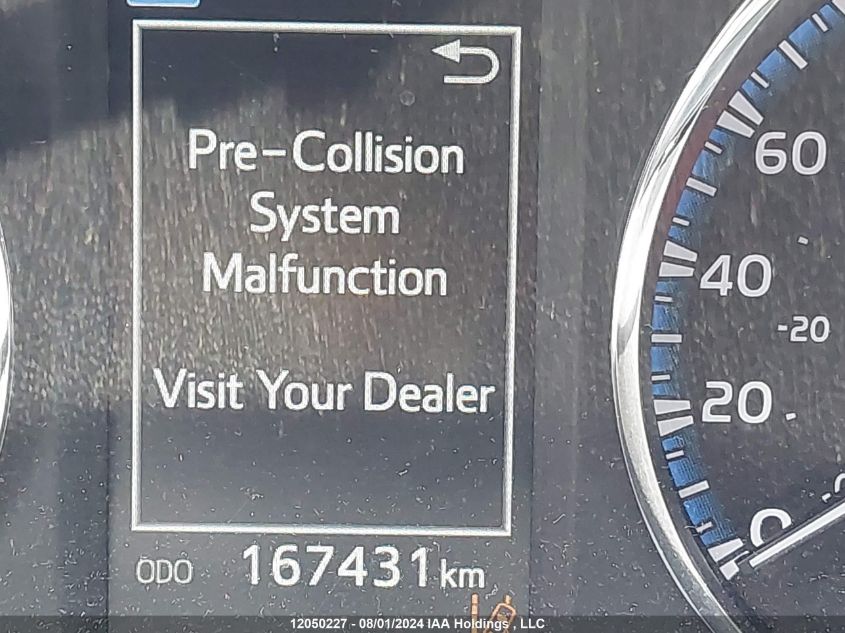 Pre-Collision
System
Malfunction
Visit Your Dealer
ODO 167431 km
60
40
-20
20
0
12050227 - 08/01/2024 IAA Holdings , LLC